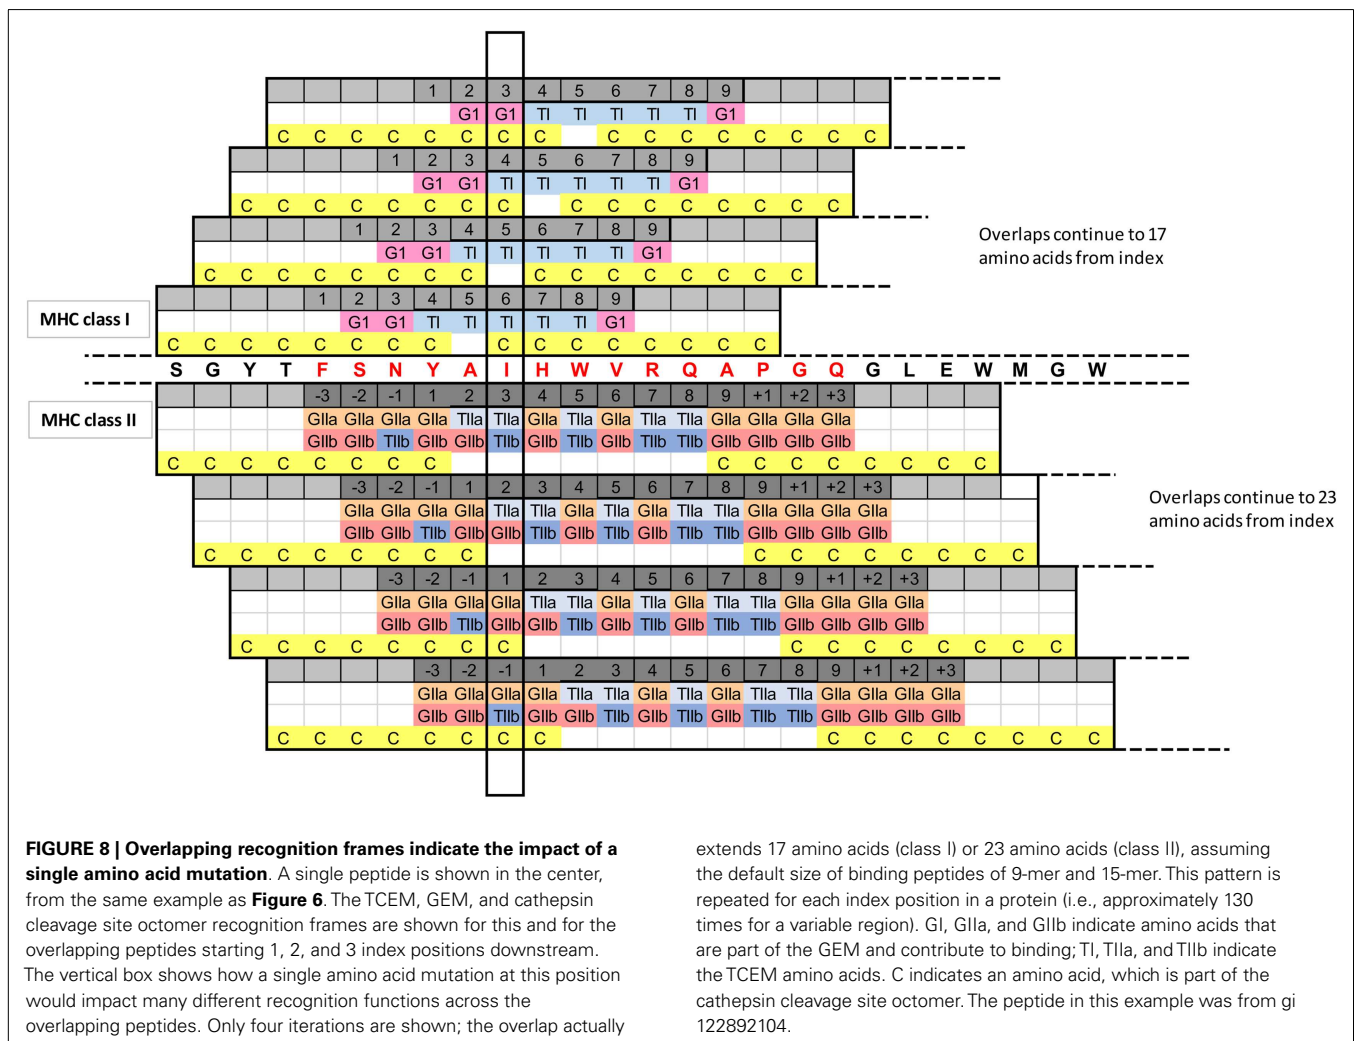 1 2 3 4 5 6 7 8 9
G1 G1 TI TI TI TI TI G1
C C C C C C C C C C C C C C C C
1 2 3 4 5 6 7 8 9
G1 G1 TI TI TI TI TI G1
C C C C C C C C C C C C C C C C
1 2 3 4 5 6 7 8 9
G1 G1 TI TI TI TI TI G1
C C C C C C C C C C C C C C C C
Overlaps continue to 17
amino acids from index
MHC class I
1 2 3 4 5 6 7 8 9
G1 G1 TI TI TI TI TI G1
C C C C C C C C C C C C C C C C
S G Y T F S N Y A I H W V R Q A P G Q G L E W M G W
MHC class II
-3 -2 -1 1 2 3 4 5 6 7 8 9 +1 +2 +3
GIIa GIIa GIIa GIIa TIIa TIIa GIIa TIIa GIIa TIIa TIIa GIIa GIIa GIIa GIIa
GIIb GIIb TIIb GIIb GIIb TIIb GIIb TIIb GIIb TIIb TIIb GIIb GIIb GIIb GIIb
C C C C C C C C C C C C C C C C
-3 -2 -1 1 2 3 4 5 6 7 8 9 +1 +2 +3
GIIa GIIa GIIa GIIa TIIa TIIa GIIa TIIa GIIa TIIa TIIa GIIa GIIa GIIa GIIa
GIIb GIIb TIIb GIIb GIIb TIIb GIIb TIIb GIIb TIIb TIIb GIIb GIIb GIIb GIIb
C C C C C C C C C C C C C C C C
Overlaps continue to 23
amino acids from index
-3 -2 -1 1 2 3 4 5 6 7 8 9 +1 +2 +3
GIIa GIIa GIIa GIIa TIIa TIIa GIIa TIIa GIIa TIIa TIIa GIIa GIIa GIIa GIIa
GIIb GIIb TIIb GIIb GIIb TIIb GIIb TIIb GIIb TIIb TIIb GIIb GIIb GIIb GIIb
C C C C C C C C C C C C C C C C
-3 -2 -1 1 2 3 4 5 6 7 8 9 +1 +2 +3
GIIa GIIa GIIa GIIa TIIa TIIa GIIa TIIa GIIa TIIa TIIa GIIa GIIa GIIa GIIa
GIIb GIIb TIIb GIIb GIIb TIIb GIIb TIIb GIIb TIIb TIIb GIIb GIIb GIIb GIIb
C C C C C C C C C C C C C C C C
FIGURE 8 | Overlapping recognition frames indicate the impact of a
single amino acid mutation. A single peptide is shown in the center,
from the same example as Figure 6. The TCEM, GEM, and cathepsin
cleavage site octomer recognition frames are shown for this and for the
overlapping peptides starting 1, 2, and 3 index positions downstream.
The vertical box shows how a single amino acid mutation at this position
would impact many different recognition functions across the
overlapping peptides. Only four iterations are shown; the overlap actually
extends 17 amino acids (class I) or 23 amino acids (class II), assuming
the default size of binding peptides of 9-mer and 15-mer. This pattern is
repeated for each index position in a protein (i.e., approximately 130
times for a variable region). GI, GIIa, and GIIb indicate amino acids that
are part of the GEM and contribute to binding; TI, TIIa, and TIIb indicate
the TCEM amino acids. C indicates an amino acid, which is part of the
cathepsin cleavage site octomer. The peptide in this example was from gi
122892104.